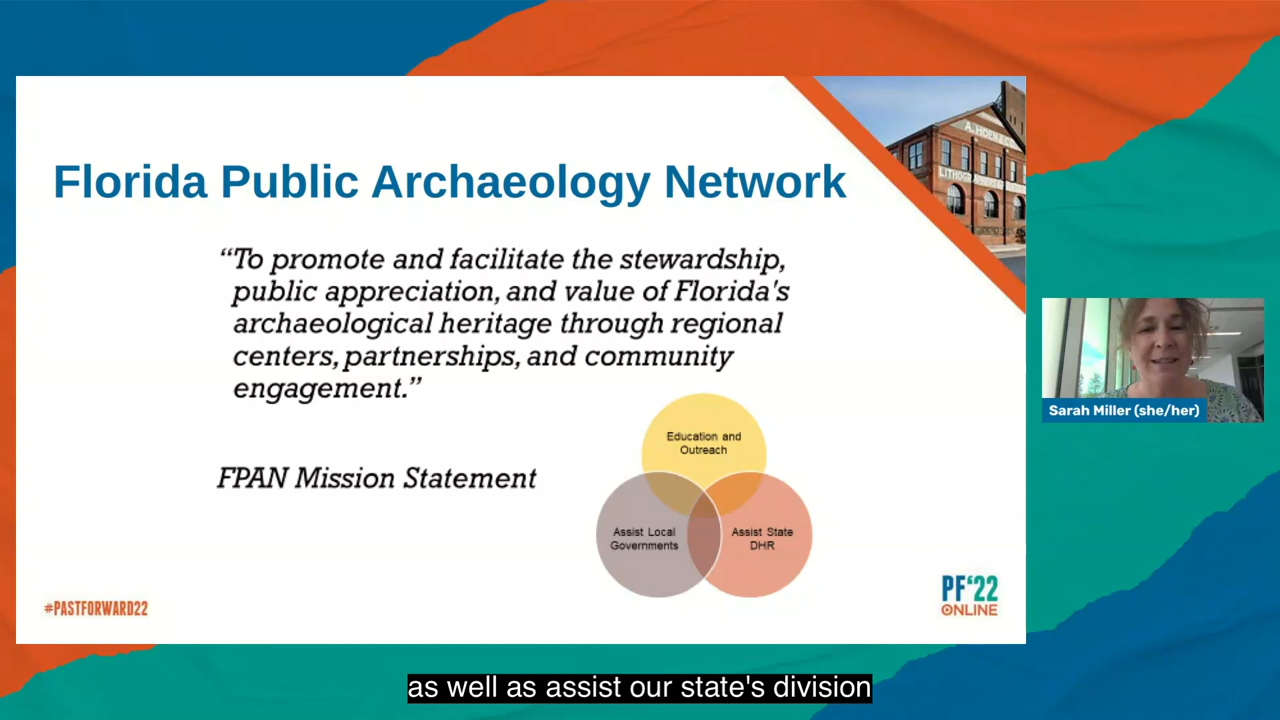 Florida Public Archaeology Network
“To promote and facilitate the stewardship,
public appreciation, and value of Florida's
archaeological heritage through regional
centers, partnerships, and community
engagement.”
FPAN Mission Statement
Education and
Outreach
Assist Local
Governments
Assist State
DHR
#PASTFORWARD22
PF‘22
ONLINE
A. HOEN & CO.
Sarah Miller (she/her)
as well as assist our state's division